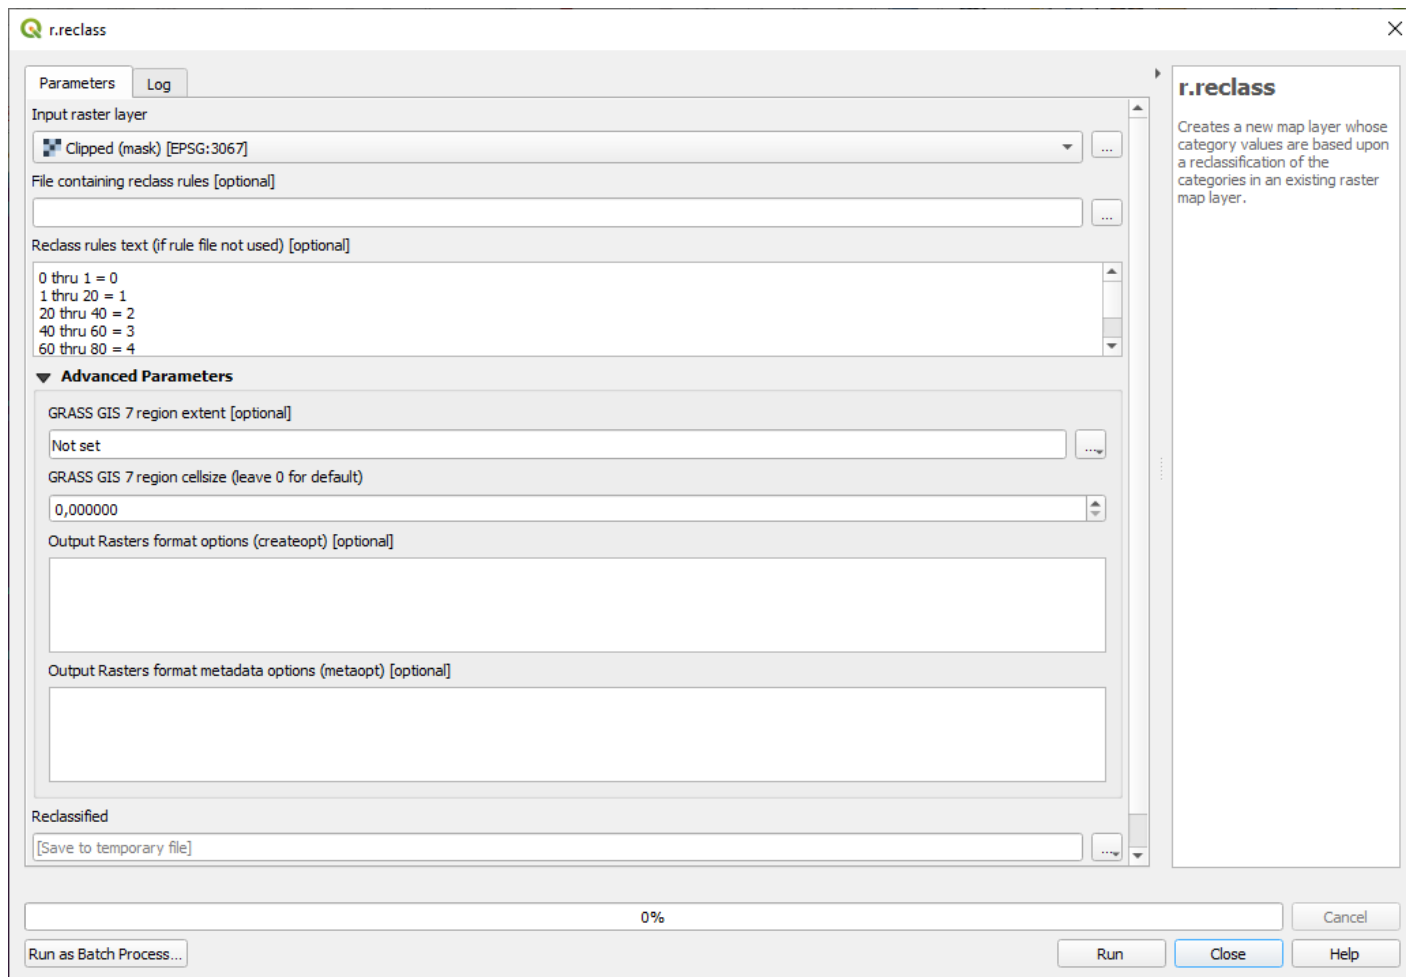 r.reclass
Parameters
Log
Input raster layer
Clipped (mask) [EPSG:3067]
...
File containing reclass rules [optional]
...
Reclass rules text (if rule file not used) [optional]
0 thru 1 = 0
1 thru 20 = 1
20 thru 40 = 2
40 thru 60 = 3
60 thru 80 = 4
Advanced Parameters
GRASS GIS 7 region extent [optional]
Not set
...
GRASS GIS 7 region cellsize (leave 0 for default)
0,000000
Output Rasters format options (createopt) [optional]
Output Rasters format metadata options (metaopt) [optional]
Reclassified
[Save to temporary file]
...
r.reclass
Creates a new map layer whose
category values are based upon
a reclassification of the
categories in an existing raster
map layer.
0%
Cancel
Run as Batch Process...
Run
Close
Help